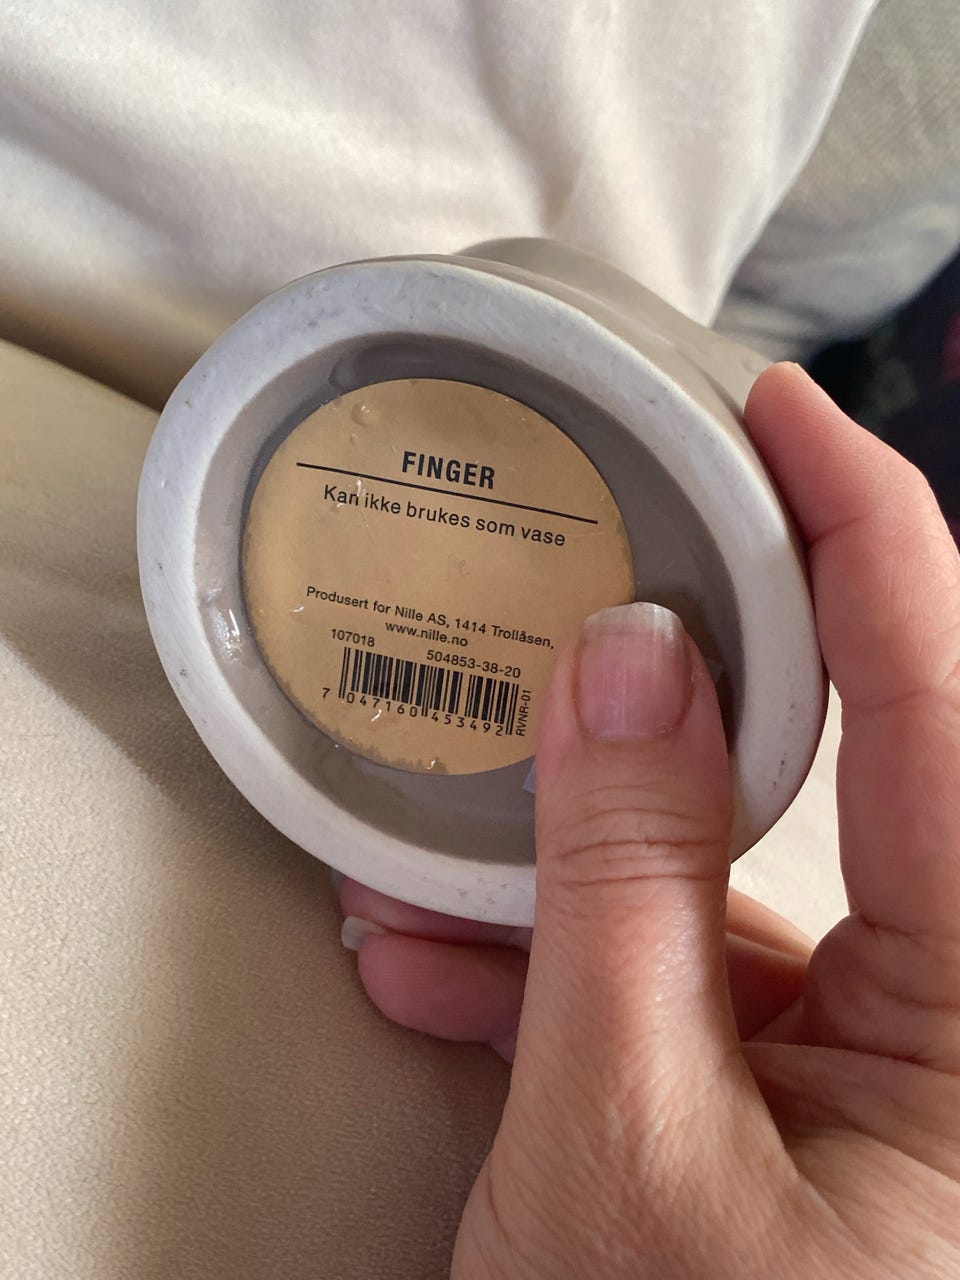 FINGER
Kan ikke brukes som vase
Produsert for Nille AS, 1414 Trollåsen,
www.nille.no
107018 504853-38-20
7 047160 453492
RVNR-01